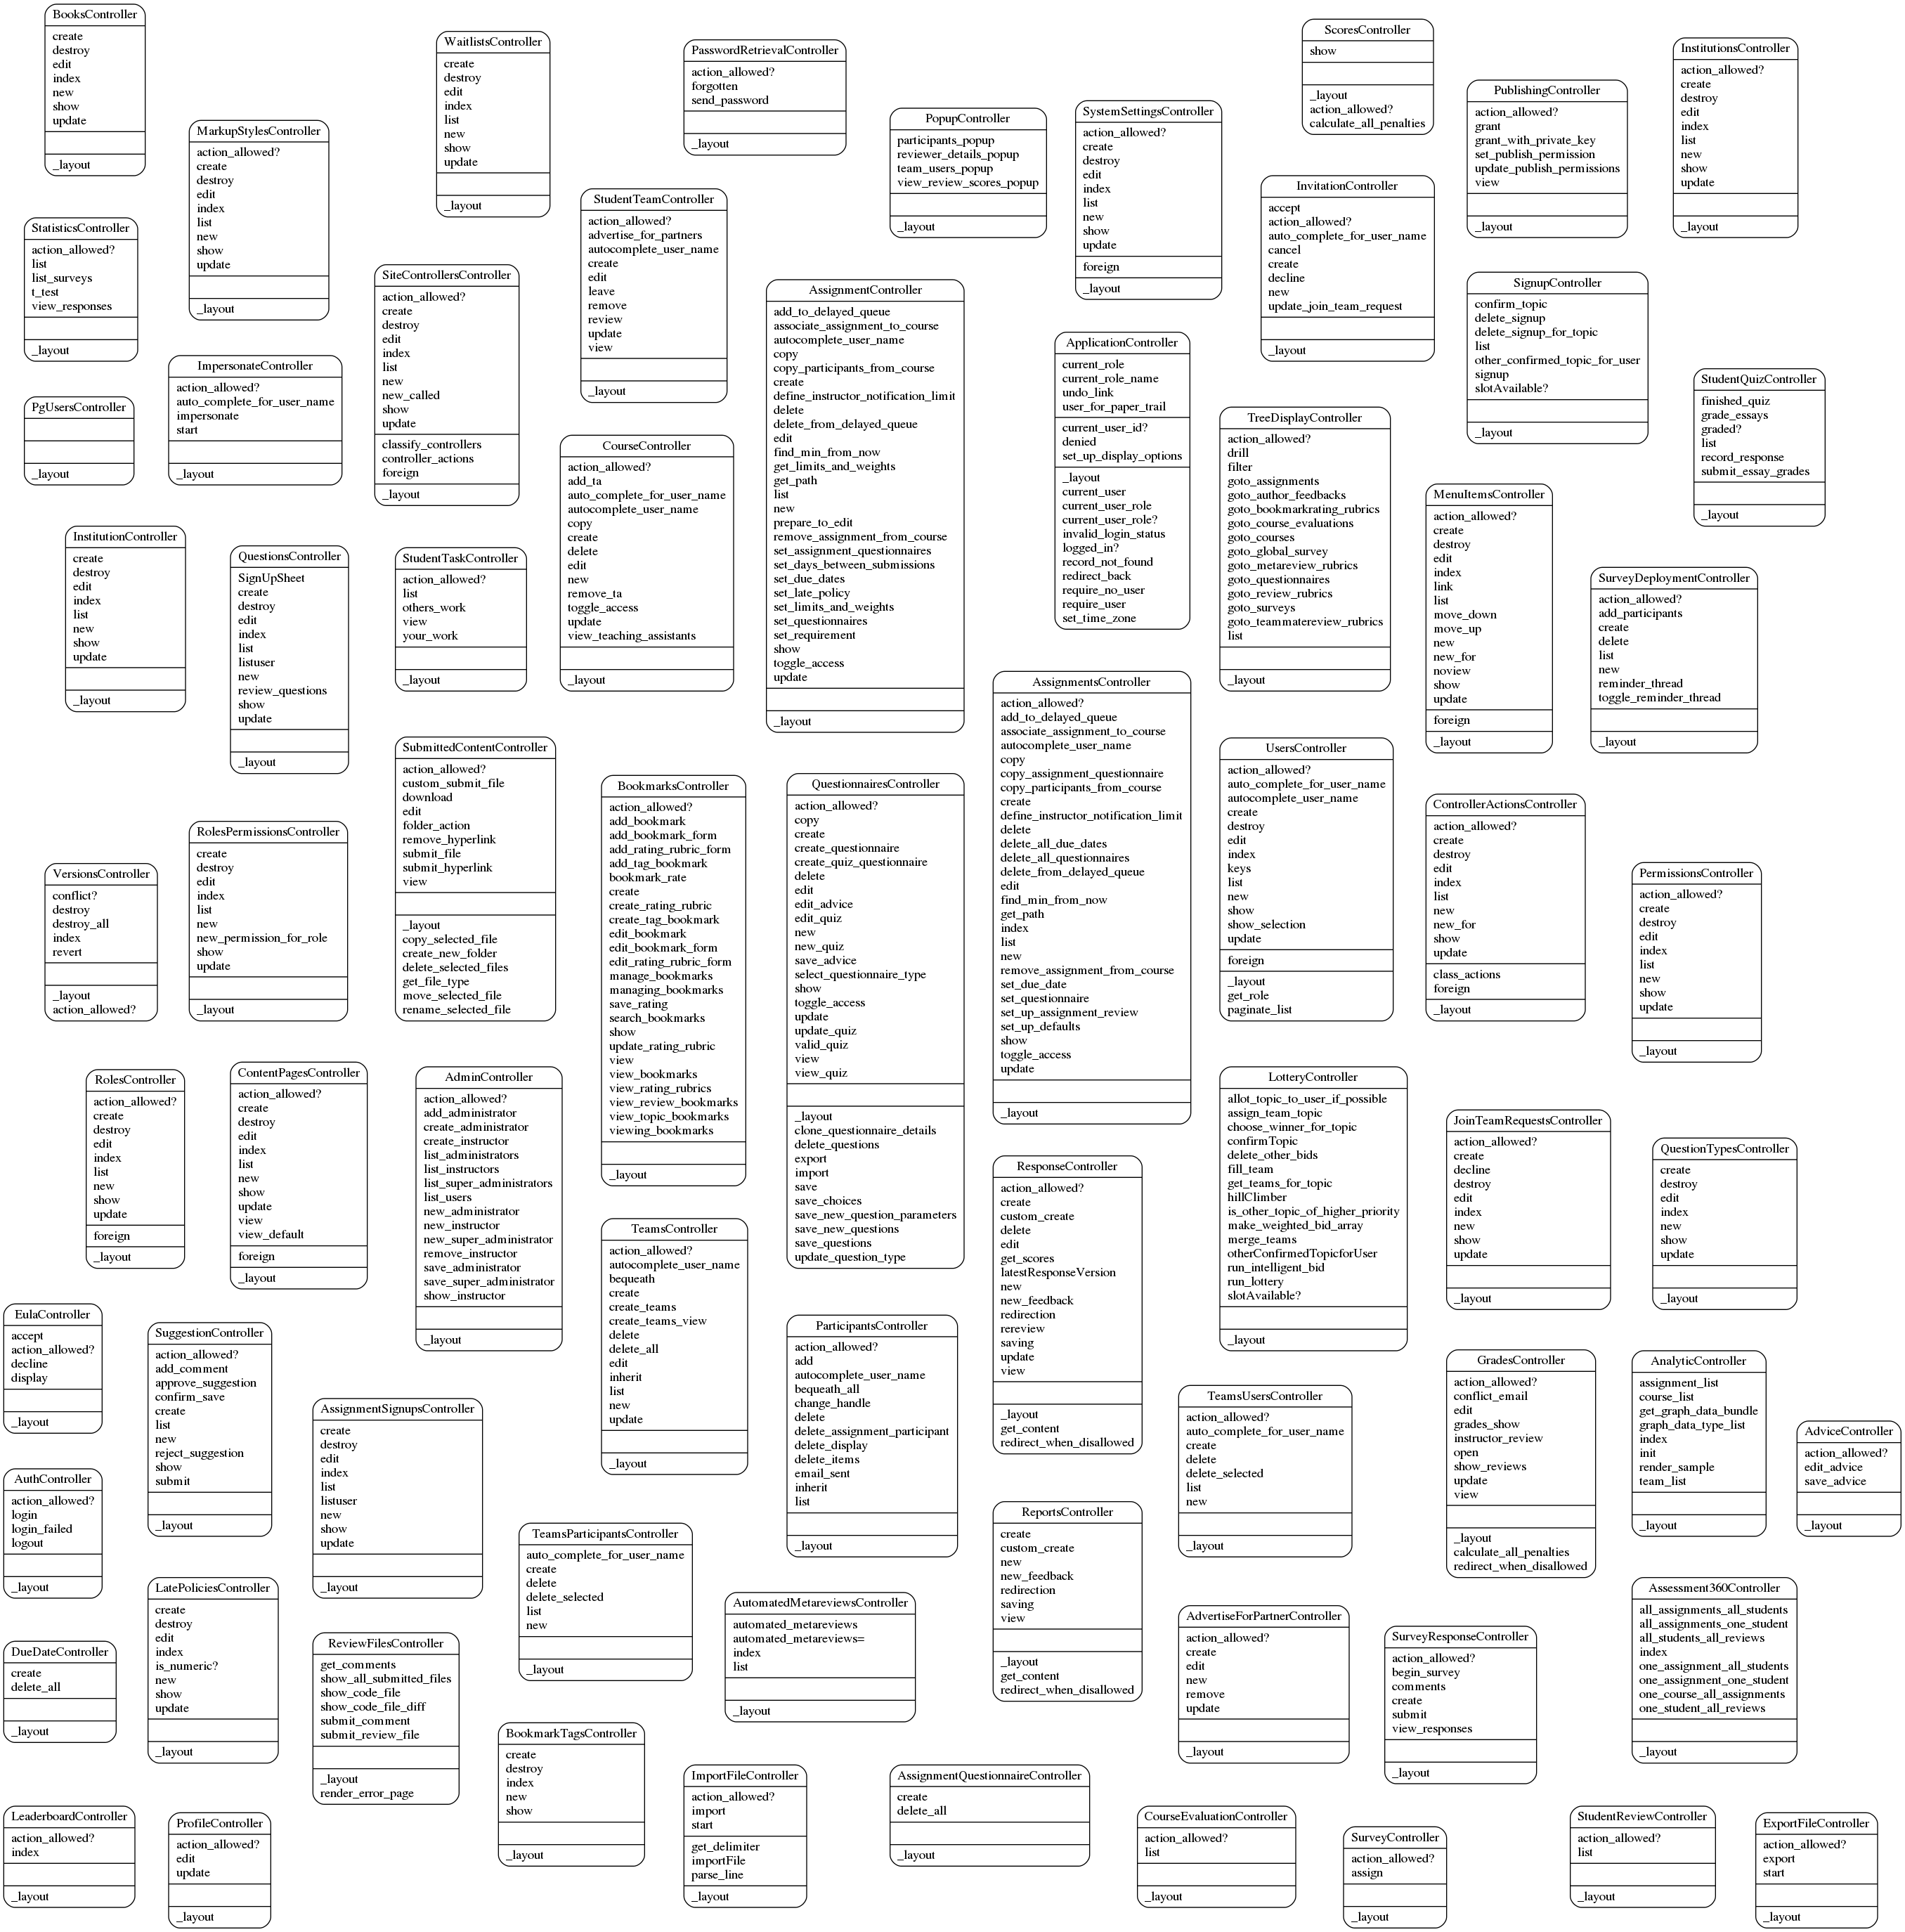 BooksController
create
destroy
edit
index
new
show
update
_layout
WaitlistsController
create
destroy
edit
index
list
new
show
update
_layout
PasswordRetrievalController
action_allowed?
forgotten
send_password
_layout
ScoresController
show
_layout
action_allowed?
calculate_all_penalties
InstitutionsController
action_allowed?
create
destroy
edit
index
list
new
show
update
_layout
MarkupStylesController
action_allowed?
create
destroy
edit
index
list
new
show
update
_layout
PopupController
participants_popup
reviewer_details_popup
team_users_popup
view_review_scores_popup
_layout
SystemSettingsController
action_allowed?
create
destroy
edit
index
list
new
show
update
foreign
_layout
PublishingController
action_allowed?
grant
grant_with_private_key
set_publish_permission
update_publish_permissions
view
_layout
StatisticsController
action_allowed?
list
list_surveys
t_test
view_responses
_layout
StudentTeamController
action_allowed?
advertise_for_partners
autocomplete_user_name
create
edit
leave
remove
review
update
view
_layout
InvitationController
accept
action_allowed?
auto_complete_for_user_name
cancel
create
decline
new
update_join_team_request
_layout
SiteControllersController
action_allowed?
create
destroy
edit
index
list
new
new_called
show
update
classify_controllers
controller_actions
foreign
_layout
AssignmentController
add_to_delayed_queue
associate_assignment_to_course
autocomplete_user_name
copy
copy_participants_from_course
create
define_instructor_notification_limit
delete
delete_from_delayed_queue
edit
find_min_from_now
get_limits_and_weights
get_path
list
new
prepare_to_edit
remove_assignment_from_course
set_assignment_questionnaires
set_days_between_submissions
set_due_dates
set_late_policy
set_limits_and_weights
set_questionnaires
set_requirement
show
toggle_access
update
_layout
SignupController
confirm_topic
delete_signup
delete_signup_for_topic
list
other_confirmed_topic_for_user
signup
slotAvailable?
_layout
ImpersonateController
action_allowed?
auto_complete_for_user_name
impersonate
start
_layout
ApplicationController
current_role
current_role_name
undo_link
user_for_paper_trail
current_user_id?
denied
set_up_display_options
_layout
current_user
current_user_role
current_user_role?
invalid_login_status
logged_in?
record_not_found
redirect_back
require_no_user
require_user
set_time_zone
StudentQuizController
finished_quiz
grade_essays
graded?
list
record_response
submit_essay_grades
_layout
PgUsersController
_layout
CourseController
action_allowed?
add_ta
auto_complete_for_user_name
autocomplete_user_name
copy
create
delete
edit
new
remove_ta
toggle_access
update
view_teaching_assistants
_layout
TreeDisplayController
action_allowed?
drill
filter
goto_assignments
goto_author_feedbacks
goto_bookmarkrating_rubrics
goto_course_evaluations
goto_courses
goto_global_survey
goto_metareview_rubrics
goto_questionnaires
goto_review_rubrics
goto_surveys
goto_teammatereview_rubrics
list
_layout
MenuItemsController
action_allowed?
create
destroy
edit
index
link
list
move_down
move_up
new
new_for
noview
show
update
foreign
_layout
InstitutionController
create
destroy
edit
index
list
new
show
update
_layout
QuestionsController
SignUpSheet
create
destroy
edit
index
list
listuser
new
review_questions
show
update
_layout
StudentTaskController
action_allowed?
list
others_work
view
your_work
_layout
SurveyDeploymentController
action_allowed?
add_participants
create
delete
list
new
reminder_thread
toggle_reminder_thread
_layout
AssignmentsController
action_allowed?
add_to_delayed_queue
associate_assignment_to_course
autocomplete_user_name
copy
copy_assignment_questionnaire
copy_participants_from_course
create
define_instructor_notification_limit
delete
delete_all_due_dates
delete_all_questionnaires
delete_from_delayed_queue
edit
find_min_from_now
get_path
index
list
new
remove_assignment_from_course
set_due_date
set_questionnaire
set_up_assignment_review
set_up_defaults
show
toggle_access
update
_layout
SubmittedContentController
action_allowed?
custom_submit_file
download
edit
folder_action
remove_hyperlink
submit_file
submit_hyperlink
view
_layout
copy_selected_file
create_new_folder
delete_selected_files
get_file_type
move_selected_file
rename_selected_file
BookmarksController
action_allowed?
add_bookmark
add_bookmark_form
add_rating_rubric_form
add_tag_bookmark
bookmark_rate
create
create_rating_rubric
create_tag_bookmark
edit_bookmark
edit_bookmark_form
edit_rating_rubric_form
manage_bookmarks
managing_bookmarks
save_rating
search_bookmarks
show
update_rating_rubric
view
view_bookmarks
view_rating_rubrics
view_review_bookmarks
view_topic_bookmarks
viewing_bookmarks
_layout
QuestionnairesController
action_allowed?
copy
create
create_questionnaire
create_quiz_questionnaire
delete
edit
edit_advice
edit_quiz
new
new_quiz
save_advice
select_questionnaire_type
show
toggle_access
update
update_quiz
valid_quiz
view
view_quiz
_layout
clone_questionnaire_details
delete_questions
export
import
save
save_choices
save_new_question_parameters
save_new_questions
save_questions
update_question_type
UsersController
action_allowed?
auto_complete_for_user_name
autocomplete_user_name
create
destroy
edit
index
keys
list
new
show
show_selection
update
foreign
_layout
get_role
paginate_list
ControllerActionsController
action_allowed?
create
destroy
edit
index
list
new
new_for
show
update
class_actions
foreign
_layout
RolesPermissionsController
create
destroy
edit
index
list
new
new_permission_for_role
show
update
_layout
VersionsController
conflict?
destroy
destroy_all
index
revert
_layout
action_allowed?
PermissionsController
action_allowed?
create
destroy
edit
index
list
new
show
update
_layout
RolesController
action_allowed?
create
destroy
edit
index
list
new
show
update
foreign
_layout
ContentPagesController
action_allowed?
create
destroy
edit
index
list
new
show
update
view
view_default
foreign
_layout
AdminController
action_allowed?
add_administrator
create_administrator
create_instructor
list_administrators
list_instructors
list_super_administrators
list_users
new_administrator
new_instructor
new_super_administrator
remove_instructor
save_administrator
save_super_administrator
show_instructor
_layout
LotteryController
allot_topic_to_user_if_possible
assign_team_topic
choose_winner_for_topic
confirmTopic
delete_other_bids
fill_team
get_teams_for_topic
hillClimber
is_other_topic_of_higher_priority
make_weighted_bid_array
merge_teams
otherConfirmedTopicforUser
run_intelligent_bid
run_lottery
slotAvailable?
_layout
JoinTeamRequestsController
action_allowed?
create
decline
destroy
edit
index
new
show
update
_layout
QuestionTypesController
create
destroy
edit
index
new
show
update
_layout
ResponseController
action_allowed?
create
custom_create
delete
edit
get_scores
latestResponseVersion
new
new_feedback
redirection
rereview
saving
update
view
_layout
get_content
redirect_when_disallowed
TeamsController
action_allowed?
autocomplete_user_name
bequeath
create
create_teams
create_teams_view
delete
delete_all
edit
inherit
list
new
update
_layout
EulaController
accept
action_allowed?
decline
display
_layout
SuggestionController
action_allowed?
add_comment
approve_suggestion
confirm_save
create
list
new
reject_suggestion
show
submit
_layout
ParticipantsController
action_allowed?
add
autocomplete_user_name
bequeath_all
change_handle
delete
delete_assignment_participant
delete_display
delete_items
email_sent
inherit
list
_layout
GradesController
action_allowed?
conflict_email
edit
grades_show
instructor_review
open
show_reviews
update
view
_layout
calculate_all_penalties
redirect_when_disallowed
AnalyticController
assignment_list
course_list
get_graph_data_bundle
graph_data_type_list
index
init
render_sample
team_list
_layout
AssignmentSignupsController
create
destroy
edit
index
list
listuser
new
show
update
_layout
TeamsUsersController
action_allowed?
auto_complete_for_user_name
create
delete
delete_selected
list
new
_layout
AdviceController
action_allowed?
edit_advice
save_advice
_layout
AuthController
action_allowed?
login
login_failed
logout
_layout
ReportsController
create
custom_create
new
new_feedback
redirection
saving
view
_layout
get_content
redirect_when_disallowed
TeamsParticipantsController
auto_complete_for_user_name
create
delete
delete_selected
list
new
_layout
LatePoliciesController
create
destroy
edit
index
is_numeric?
new
show
update
_layout
AutomatedMetareviewsController
automated_metareviews
automated_metareviews=
index
list
_layout
Assessment360Controller
all_assignments_all_students
all_assignments_one_student
all_students_all_reviews
index
one_assignment_all_students
one_assignment_one_student
one_course_all_assignments
one_student_all_reviews
_layout
AdvertiseForPartnerController
action_allowed?
create
edit
new
remove
update
_layout
SurveyResponseController
action_allowed?
begin_survey
comments
create
submit
view_responses
_layout
DueDateController
create
delete_all
_layout
ReviewFilesController
get_comments
show_all_submitted_files
show_code_file
show_code_file_diff
submit_comment
submit_review_file
_layout
render_error_page
BookmarkTagsController
create
destroy
index
new
show
_layout
ImportFileController
action_allowed?
import
start
get_delimiter
importFile
parse_line
_layout
AssignmentQuestionnaireController
create
delete_all
_layout
LeaderboardController
action_allowed?
index
_layout
ProfileController
action_allowed?
edit
update
_layout
CourseEvaluationController
action_allowed?
list
_layout
SurveyController
action_allowed?
assign
_layout
StudentReviewController
action_allowed?
list
_layout
ExportFileController
action_allowed?
export
start
_layout